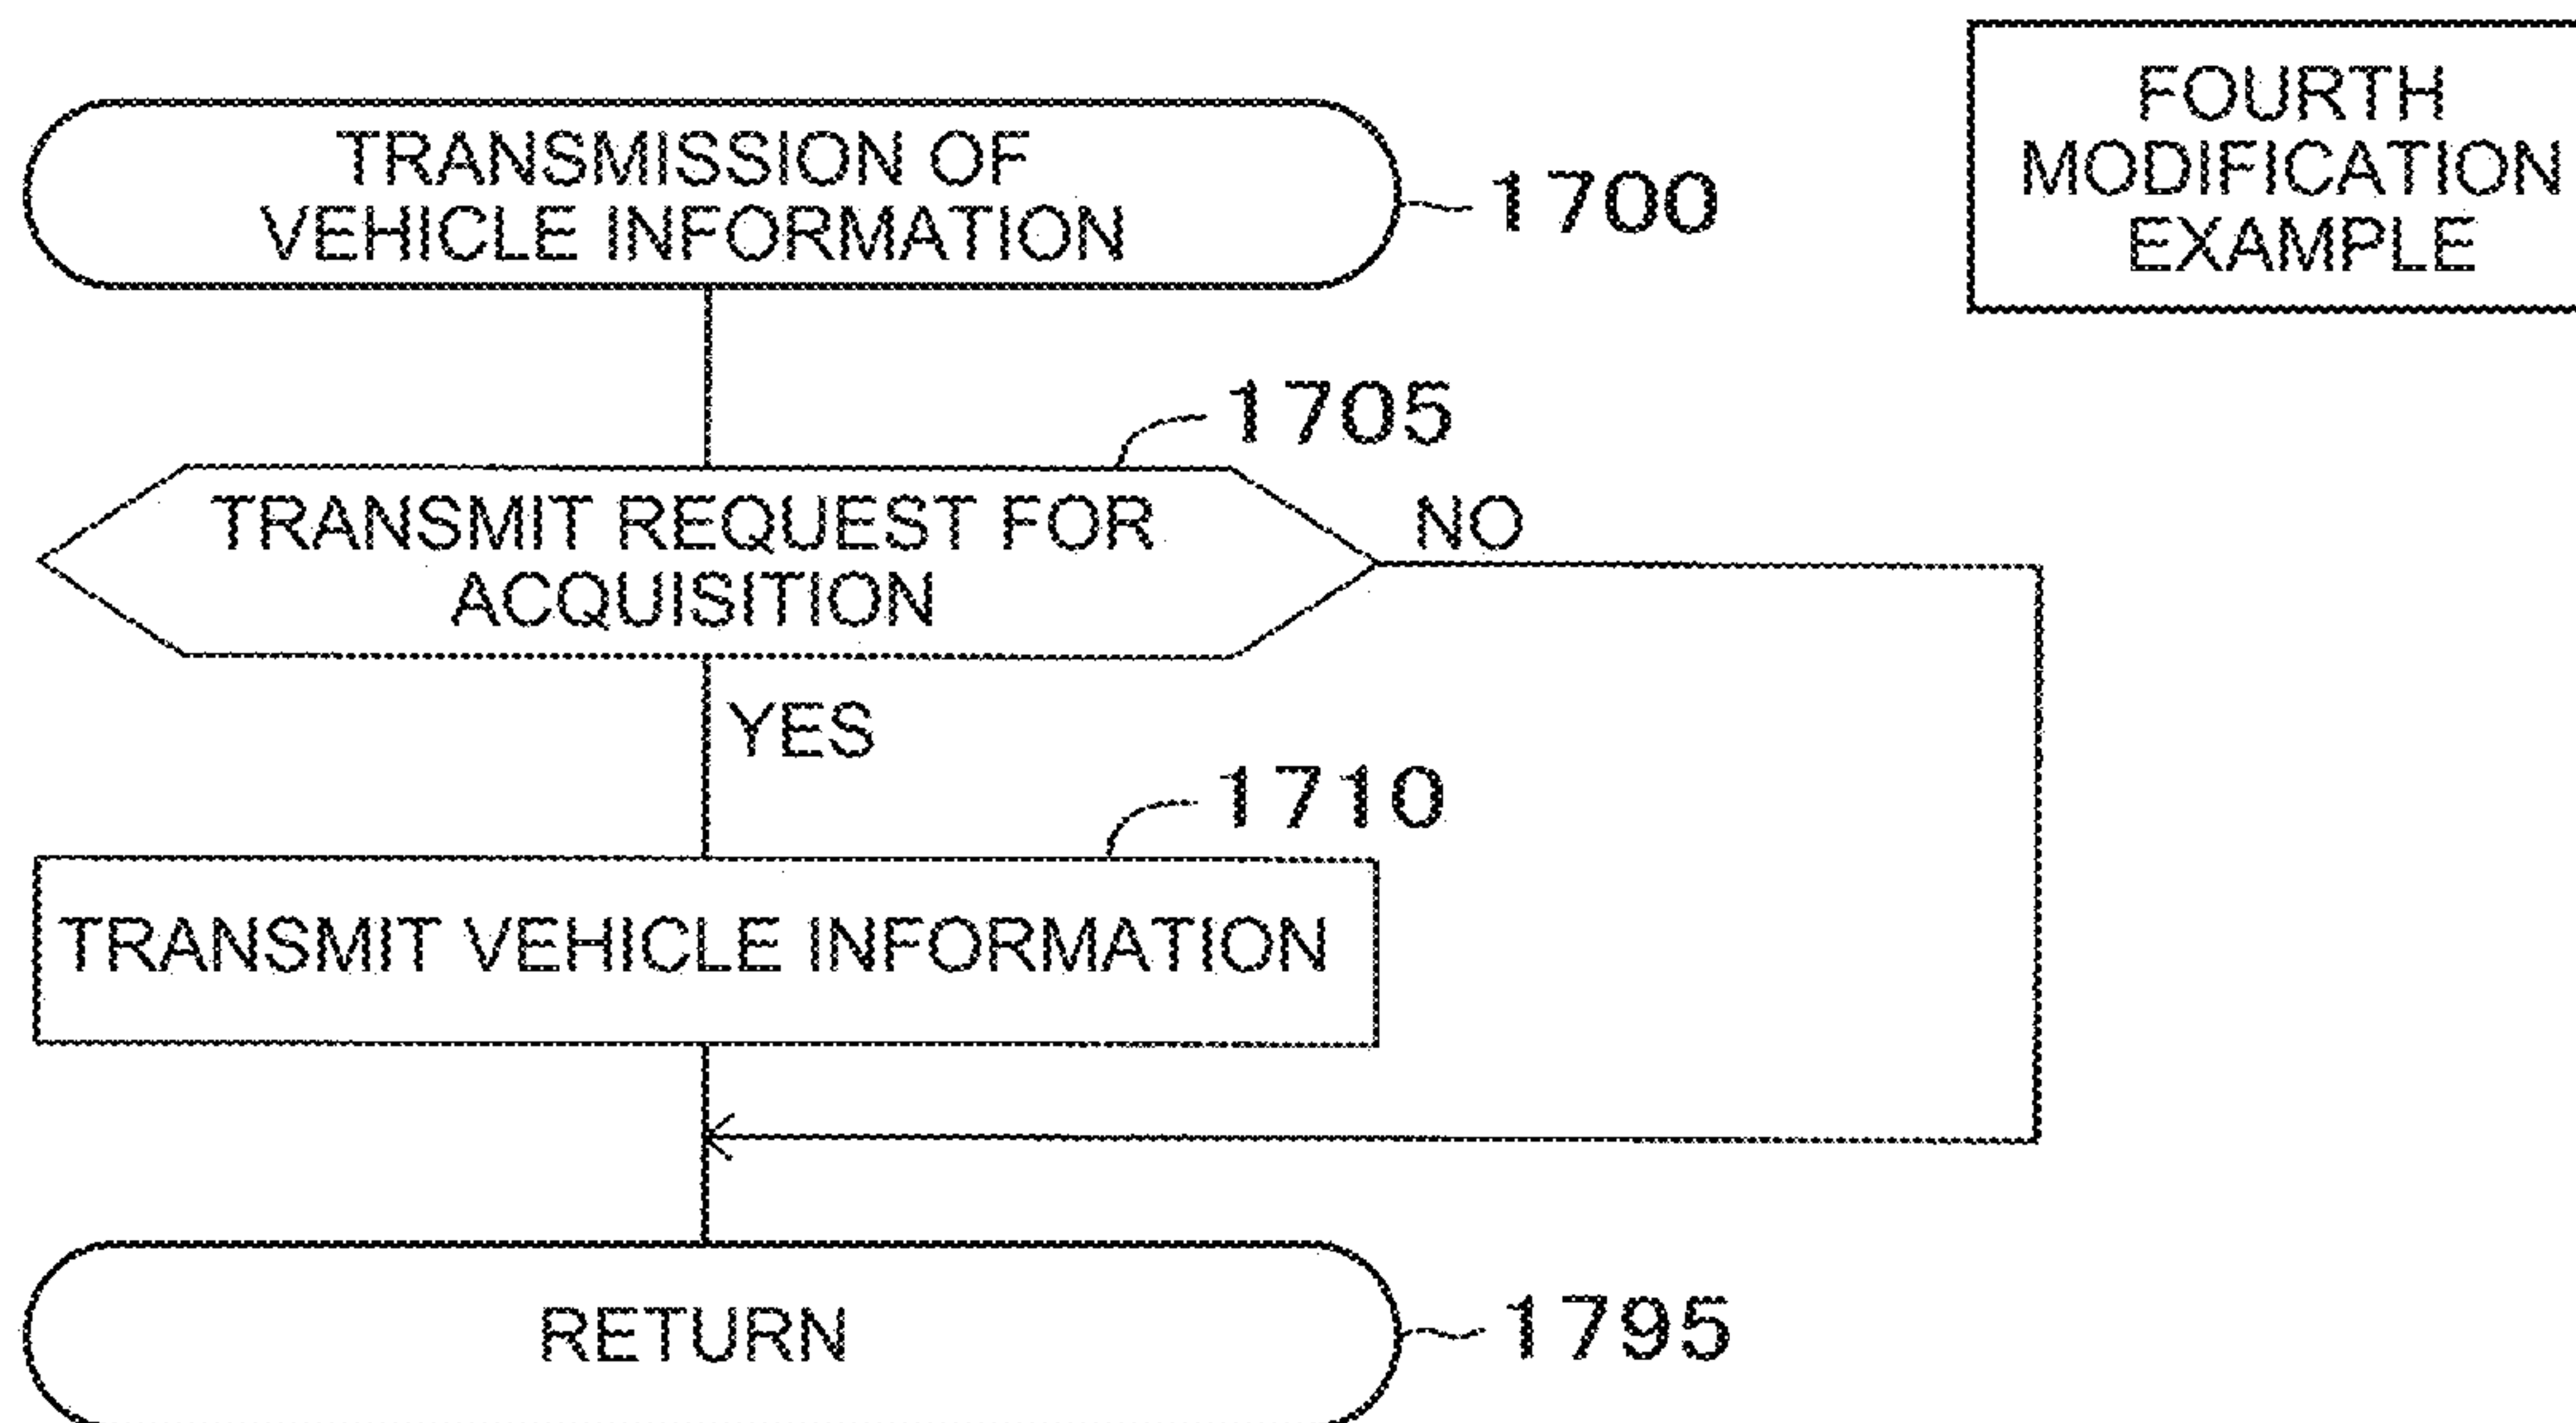 TRANSMISSION OF
VEHICLE INFORMATION
1700
FOURTH
MODIFICATION
EXAMPLE
1705
TRANSMIT REQUEST FOR
ACQUISITION
NO
YES
1710
TRANSMIT VEHICLE INFORMATION
RETURN
1795